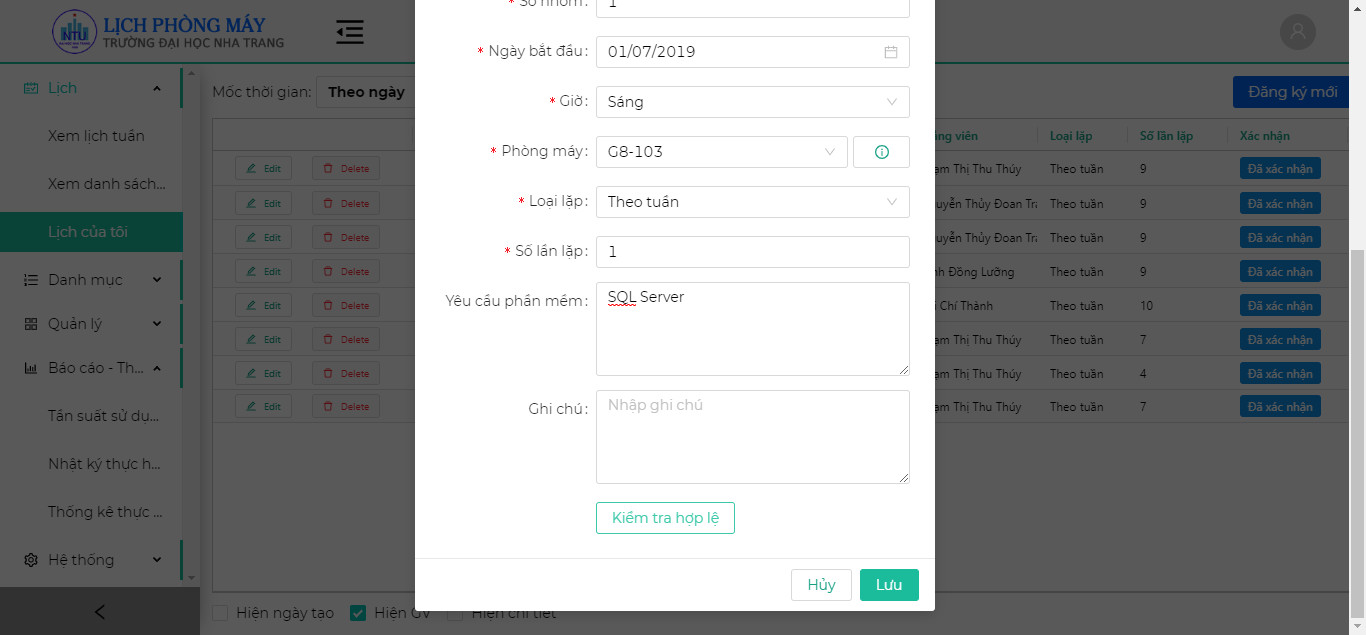 LỊCH PHÒNG MÁY
TRƯỜNG ĐẠI HỌC NHA TRANG
NTU
Lịch
Xem lịch tuần
Xem danh sách...
Lịch của tôi
Danh mục
Quản lý
Báo cáo - Th...
Tần suất sử dụ...
Nhật ký thực h...
Thống kê thực ...
Hệ thống
Mốc thời gian: Theo ngày
Đăng ký mới
ng viên Loại lặp Số lần lặp Xác nhận
Edit Delete ạm Thị Thu Thúy Theo tuần 9 Đã xác nhận
Edit Delete uyễn Thủy Đoan Tra Theo tuần 9 Đã xác nhận
Edit Delete uyễn Thủy Đoan Tra Theo tuần 9 Đã xác nhận
Edit Delete nh Đồng Lưỡng Theo tuần 9 Đã xác nhận
Edit Delete Chí Thành Theo tuần 10 Đã xác nhận
Edit Delete ạm Thị Thu Thúy Theo tuần 7 Đã xác nhận
Edit Delete ạm Thị Thu Thúy Theo tuần 4 Đã xác nhận
Edit Delete ạm Thị Thu Thúy Theo tuần 7 Đã xác nhận
Hiện ngày tạo Hiện GV Hiện chi tiết
* Số nhóm: 1
* Ngày bắt đầu: 01/07/2019
* Giờ: Sáng
* Phòng máy: G8-103
* Loại lặp: Theo tuần
* Số lần lặp: 1
Yêu cầu phần mềm: SQL Server
Ghi chú: Nhập ghi chú
Kiểm tra hợp lệ
Hủy Lưu